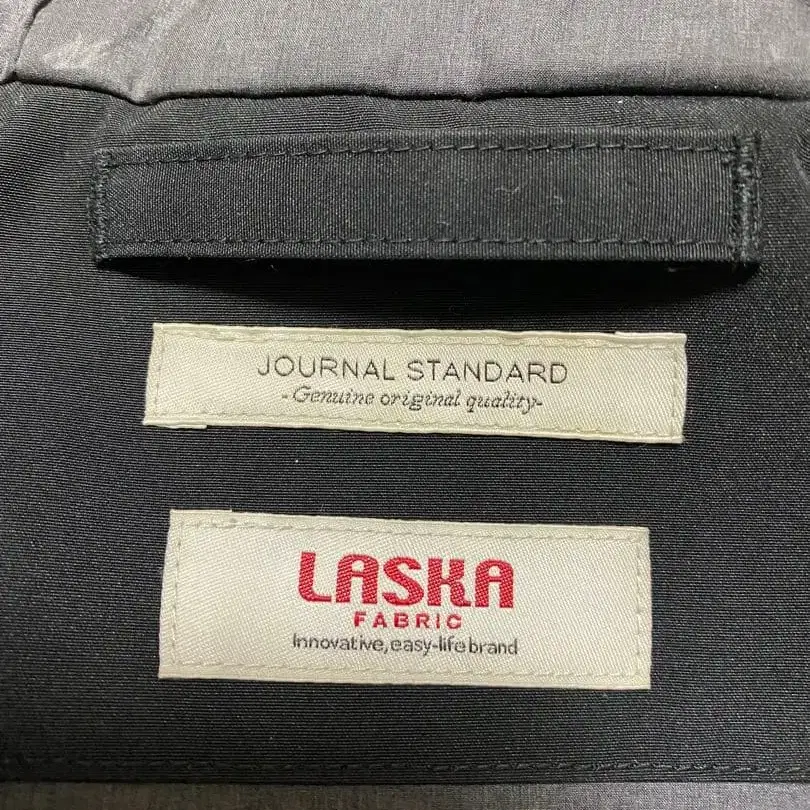 JOURNAL STANDARD
-Genuine original quality-
LASKA
FABRIC
Innovative, easy-life brand